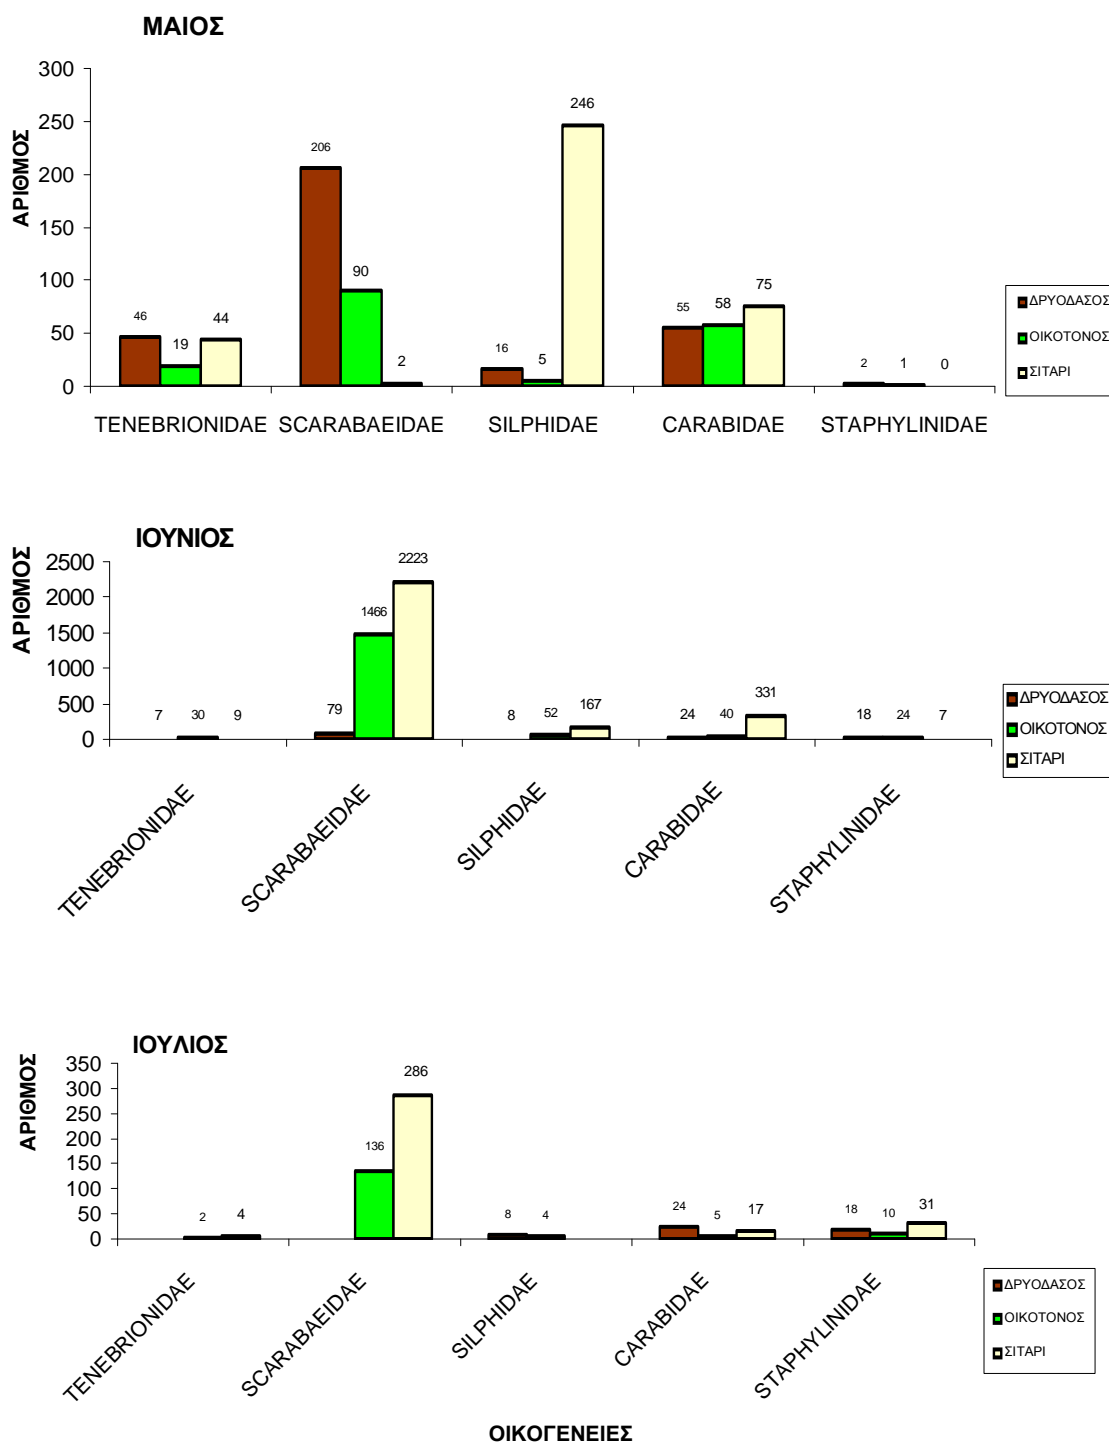 ΜΑΙΟΣ
ΑΡΙΘΜΟΣ
300
250
200
150
100
50
0
46 19 44
206 90 2
16 5 246
55 58 75
2 1 0
TENEBRIONIDAE SCARABAEIDAE SILPHIDAE CARABIDAE STAPHYLINIDAE
ΔΡΥΟΔΑΣΟΣ
ΟΙΚΟΤΟΝΟΣ
ΣΙΤΑΡΙ
ΙΟΥΝΙΟΣ
ΑΡΙΘΜΟΣ
2500
2000
1500
1000
500
0
7 30 9
79 1466 2223
8 52 167
24 40 331
18 24 7
TENEBRIONIDAE
SCARABAEIDAE
SILPHIDAE
CARABIDAE
STAPHYLINIDAE
ΔΡΥΟΔΑΣΟΣ
ΟΙΚΟΤΟΝΟΣ
ΣΙΤΑΡΙ
ΙΟΥΛΙΟΣ
ΑΡΙΘΜΟΣ
350
300
250
200
150
100
50
0
2 4
136 286
8 4
24 5 17
18 10 31
TENEBRIONIDAE
SCARABAEIDAE
SILPHIDAE
CARABIDAE
STAPHYLINIDAE
ΔΡΥΟΔΑΣΟΣ
ΟΙΚΟΤΟΝΟΣ
ΣΙΤΑΡΙ
ΟΙΚΟΓΕΝΕΙΕΣ